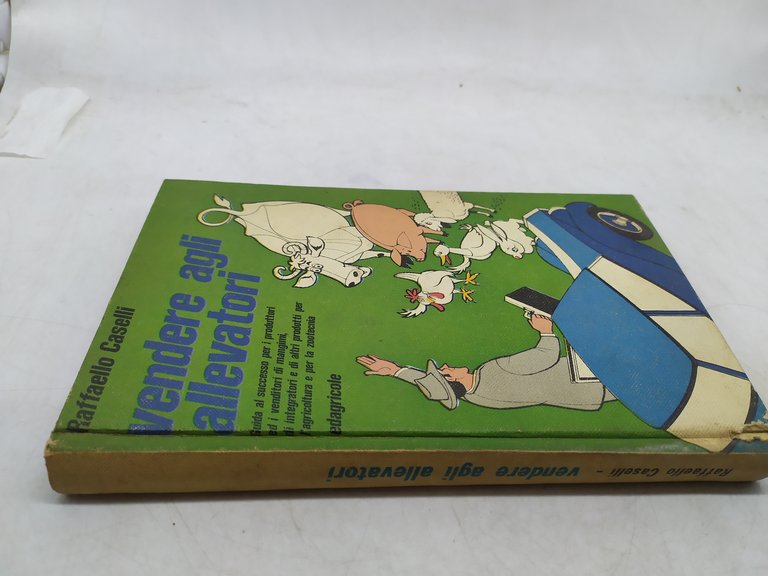 Raffaello Caselli
vendere agli
allevatori
Guida al successo per i produttori
ed i venditori di mangimi,
di integratori e di altri prodotti per
l'agricoltura e per la zootecnia
edagricole
Raffaello Caselli - vendere agli allevatori